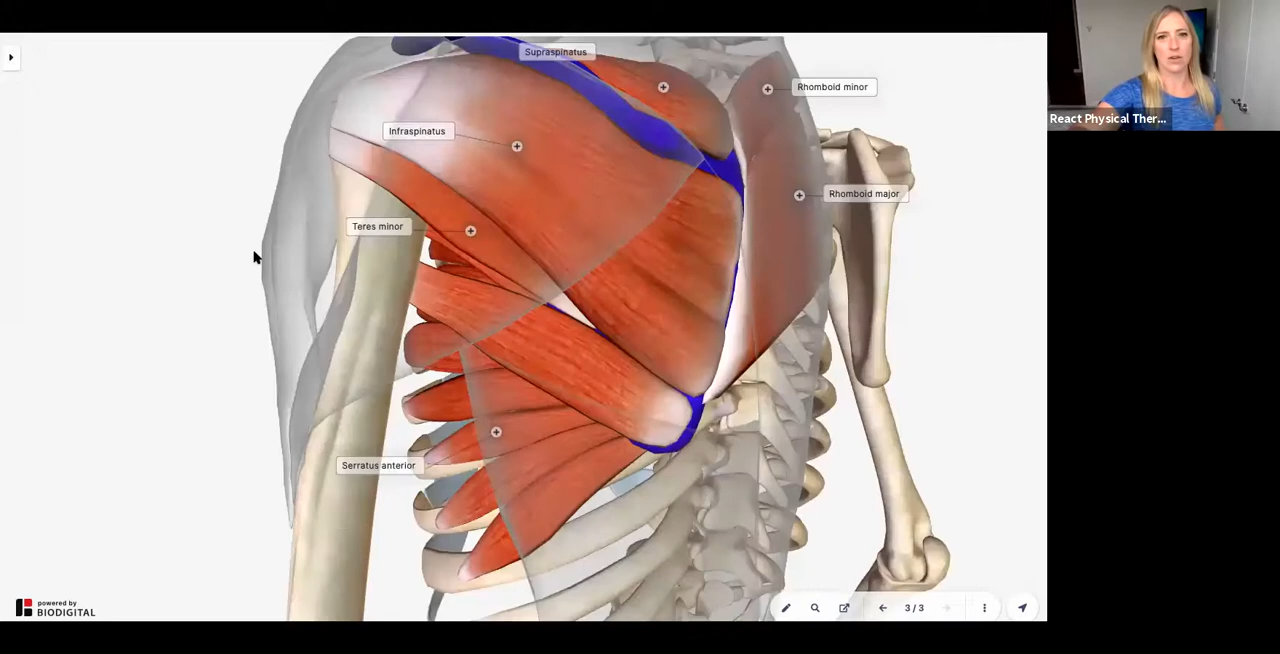 Supraspinatus
Rhomboid minor
React Physical Ther...
Infraspinatus
Rhomboid major
Teres minor
Serratus anterior
powered by
BIODIGITAL
3 / 3